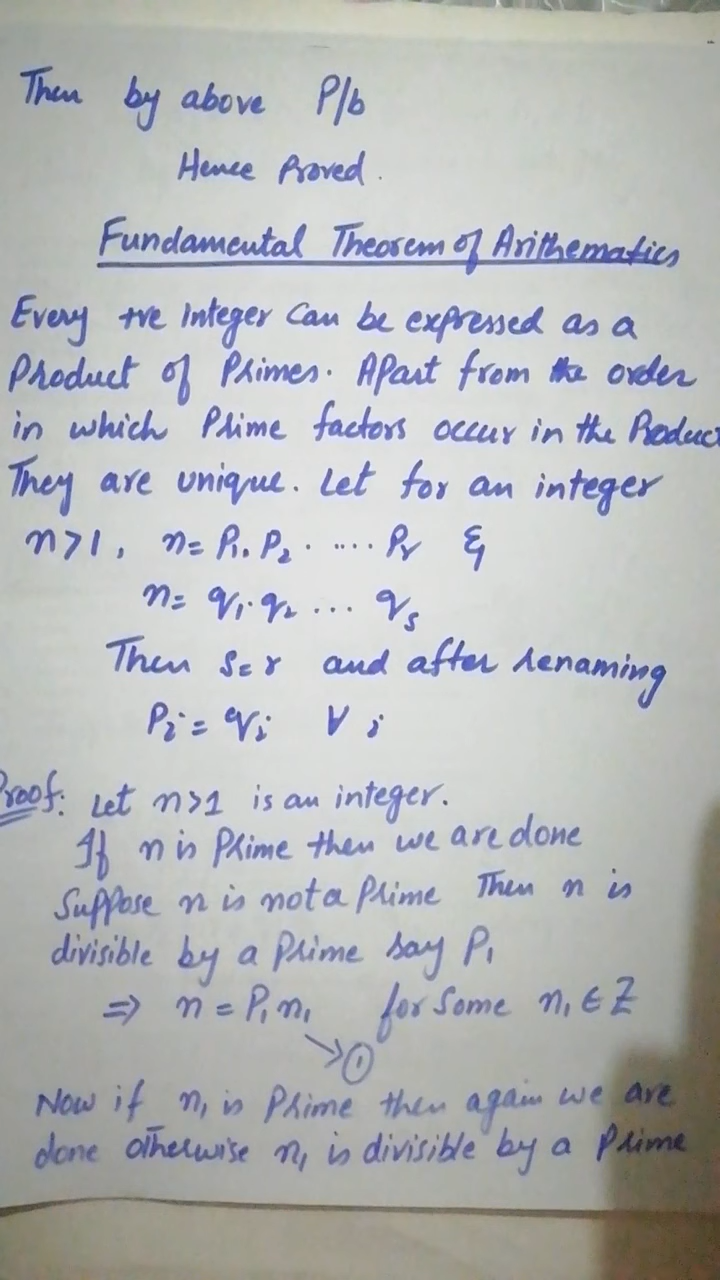 Then by above P/b
Hence Proved.
Fundamental Theorem of Arithematics
Every +ve integer Can be expressed as a
Product of Primes. Apart from the order
in which Prime factors occur in the Product
They are unique. Let for an integer
n>1, n= P1. P2 . .... Pr &
n= q1.q2 ... qs
Then s=r and after renaming
Pi = qi ∀ i
Proof: Let n>1 is an integer.
If n is Prime then we are done
Suppose n is not a Prime Then n is
divisible by a Prime say P1
⇒ n = P1 n1 for some n1 ∈ Z
→ ①
Now if n1 is Prime then again we are
done otherwise n1 is divisible by a Prime